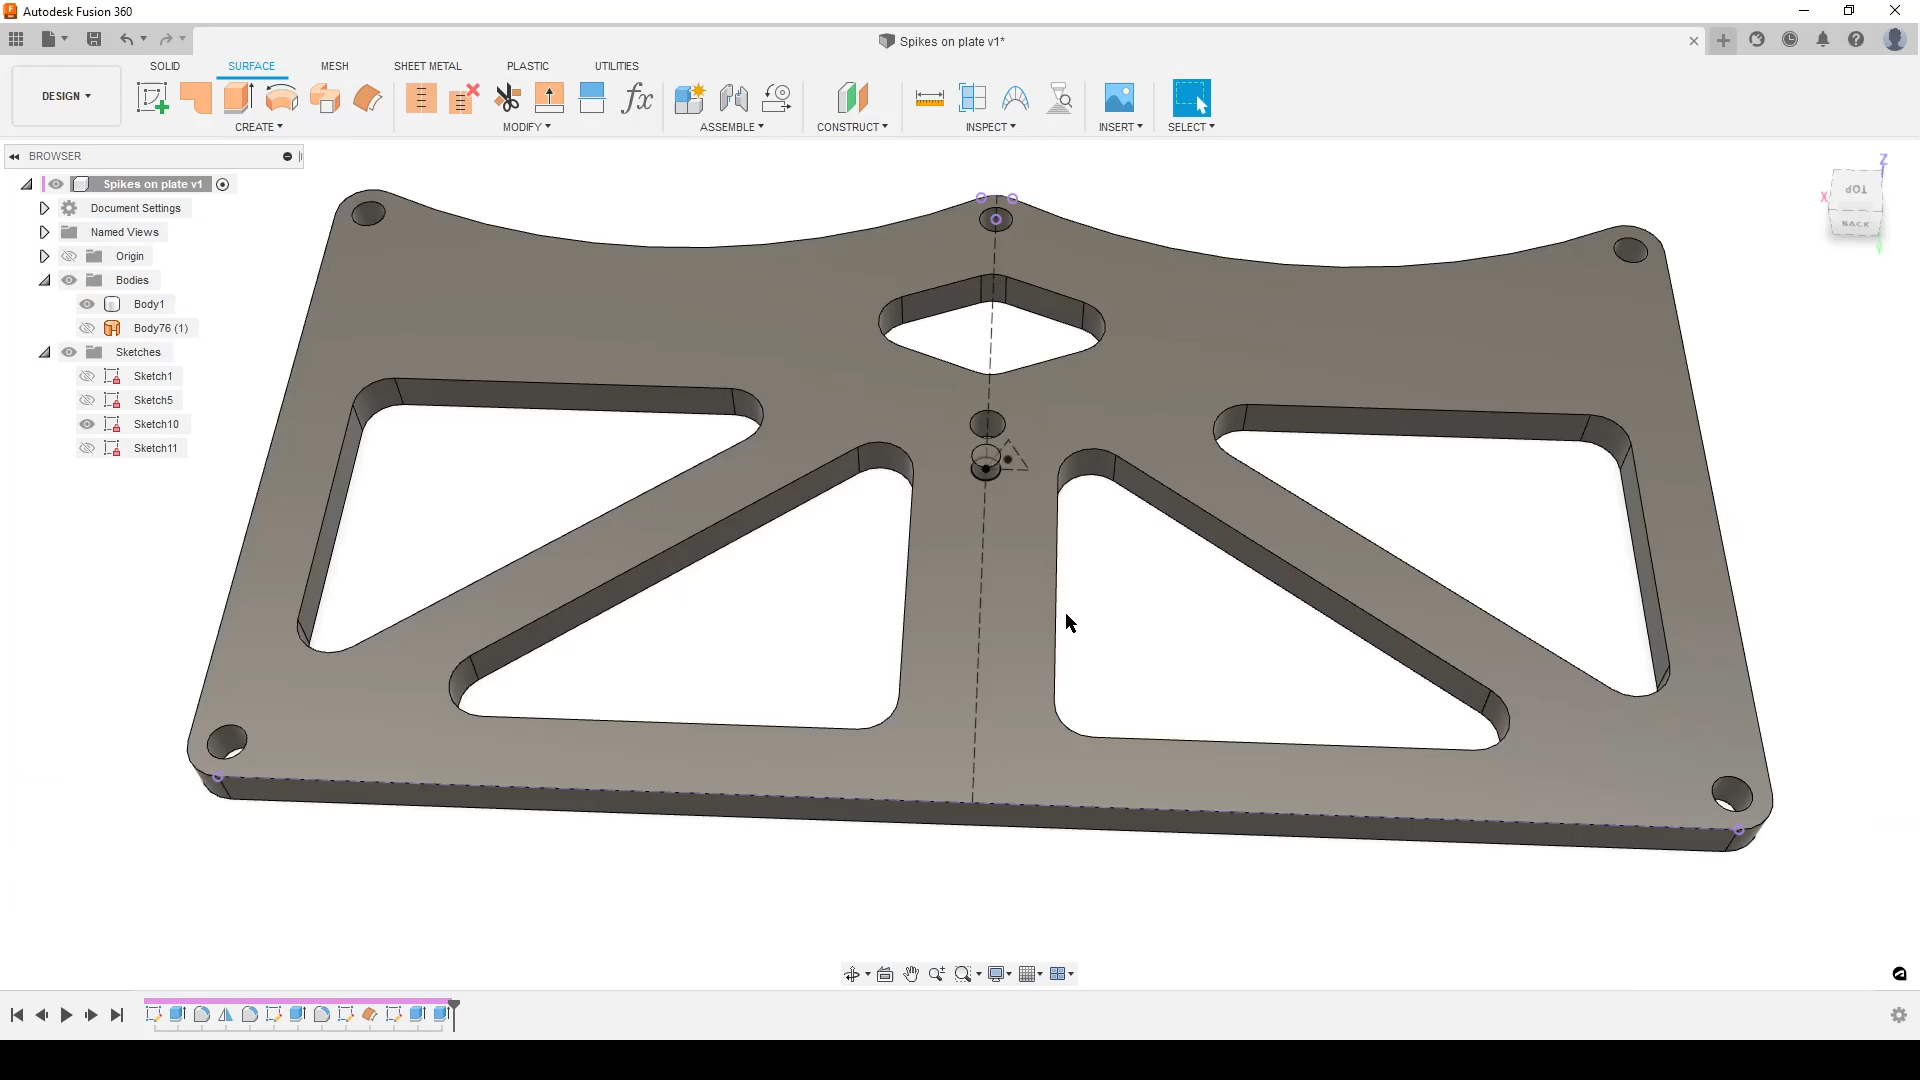 Autodesk Fusion 360
Spikes on plate v1*
DESIGN
SOLID SURFACE MESH SHEET METAL PLASTIC UTILITIES
fx
CREATE MODIFY ASSEMBLE CONSTRUCT INSPECT INSERT SELECT
BROWSER
Spikes on plate v1
Document Settings
Named Views
Origin
Bodies
Body1
Body76 (1)
Sketches
Sketch1
Sketch5
Sketch10
Sketch11
Z
X
TOP
BACK
Y